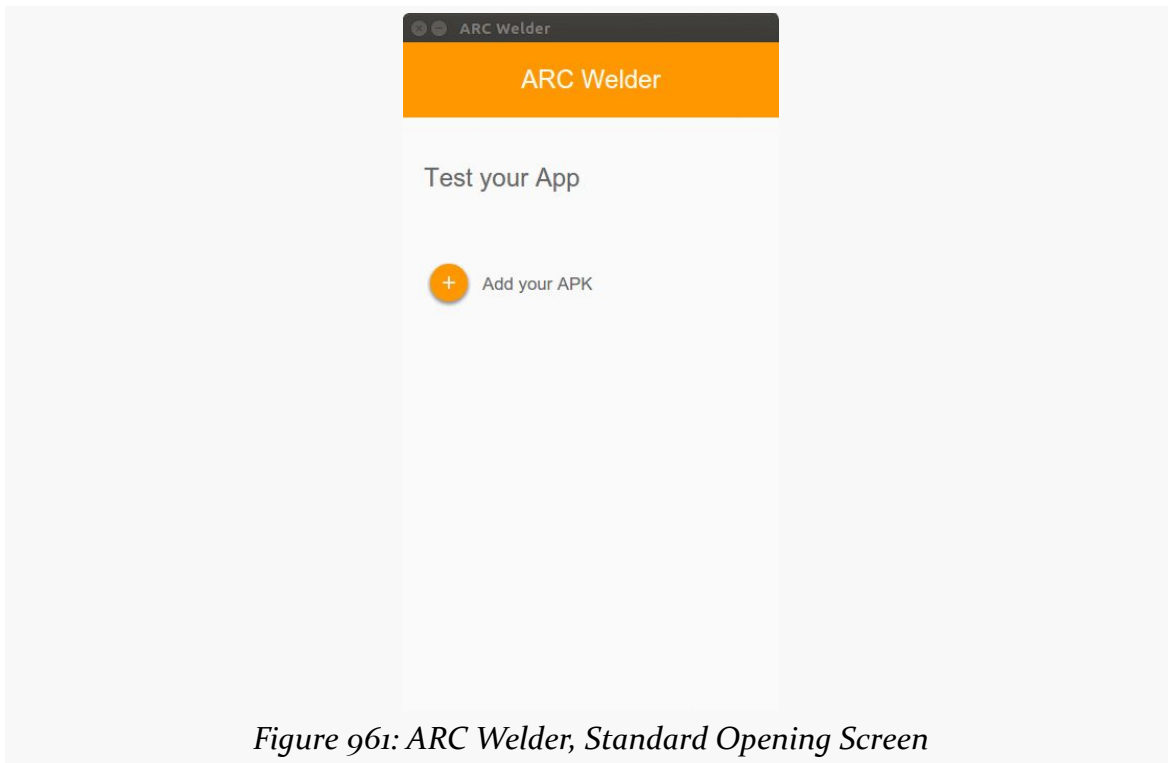 ARC Welder
ARC Welder
Test your App
+ Add your APK
Figure 961: ARC Welder, Standard Opening Screen